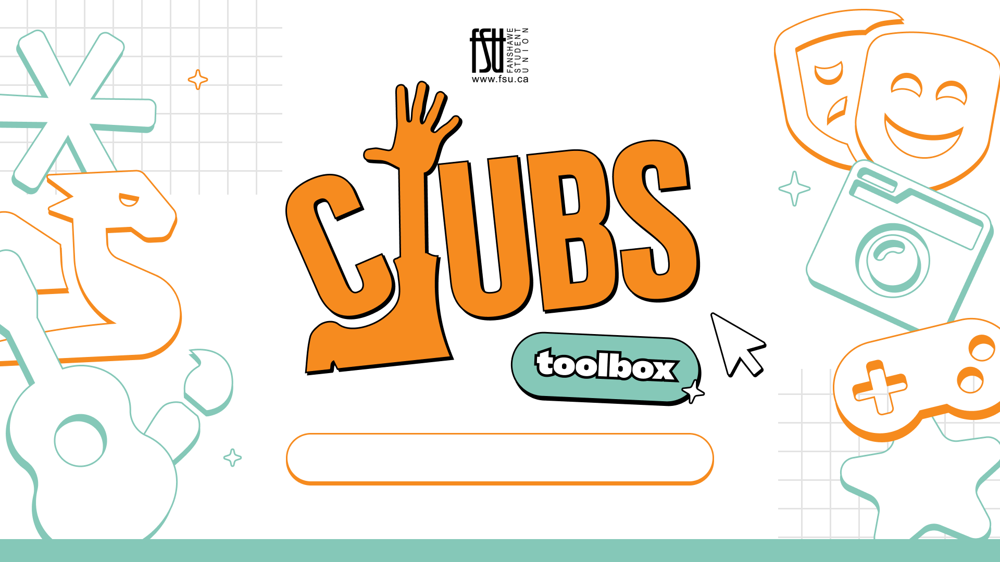 fsu
FANSHAWE
STUDENT
UNION
www.fsu.ca
CLUBS
toolbox